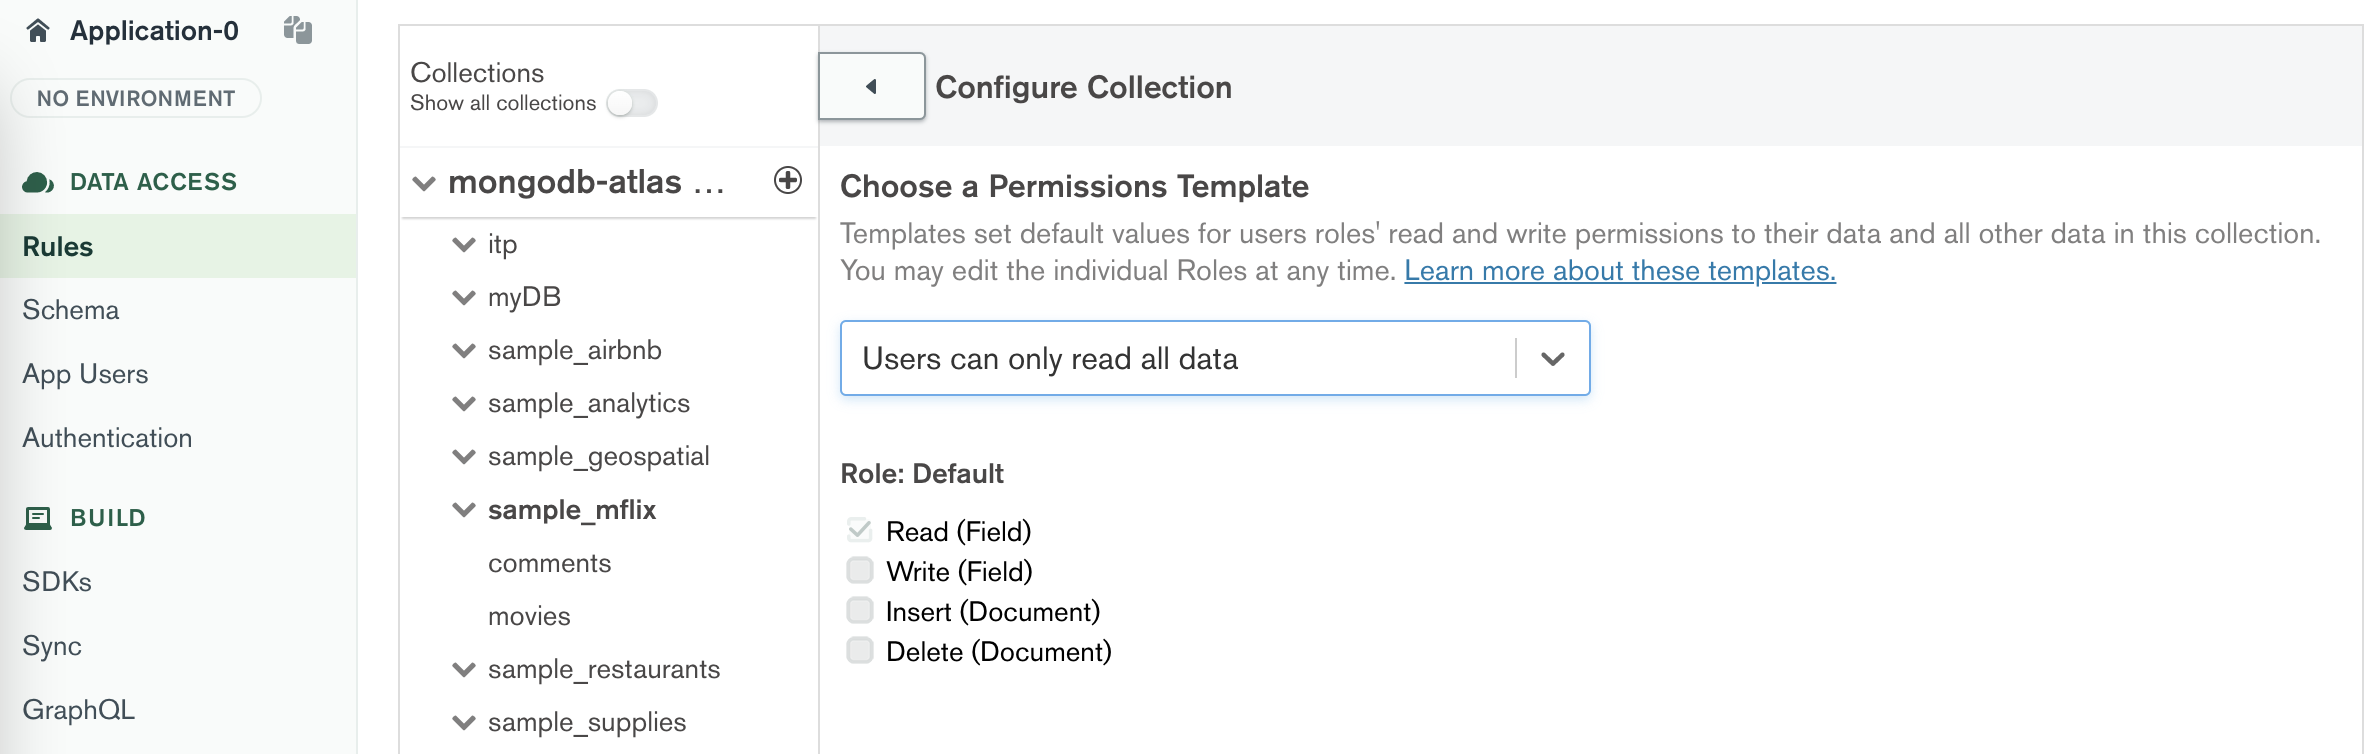 Application-0
NO ENVIRONMENT
DATA ACCESS
Rules
Schema
App Users
Authentication
BUILD
SDKs
Sync
GraphQL
Collections
Show all collections
mongodb-atlas ...
itp
myDB
sample_airbnb
sample_analytics
sample_geospatial
sample_mflix
comments
movies
sample_restaurants
sample_supplies
Configure Collection
Choose a Permissions Template
Templates set default values for users roles' read and write permissions to their data and all other data in this collection.
You may edit the individual Roles at any time. Learn more about these templates.
Users can only read all data
Role: Default
Read (Field)
Write (Field)
Insert (Document)
Delete (Document)